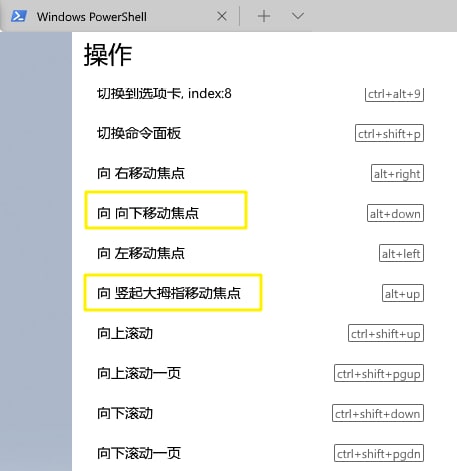 Windows PowerShell
操作
切换到选项卡, index:8 ctrl+alt+9
切换命令面板 ctrl+shift+p
向 右移动焦点 alt+right
向 向下移动焦点 alt+down
向 左移动焦点 alt+left
向 竖起大拇指移动焦点 alt+up
向上滚动 ctrl+shift+up
向上滚动一页 ctrl+shift+pgup
向下滚动 ctrl+shift+down
向下滚动一页 ctrl+shift+pgdn